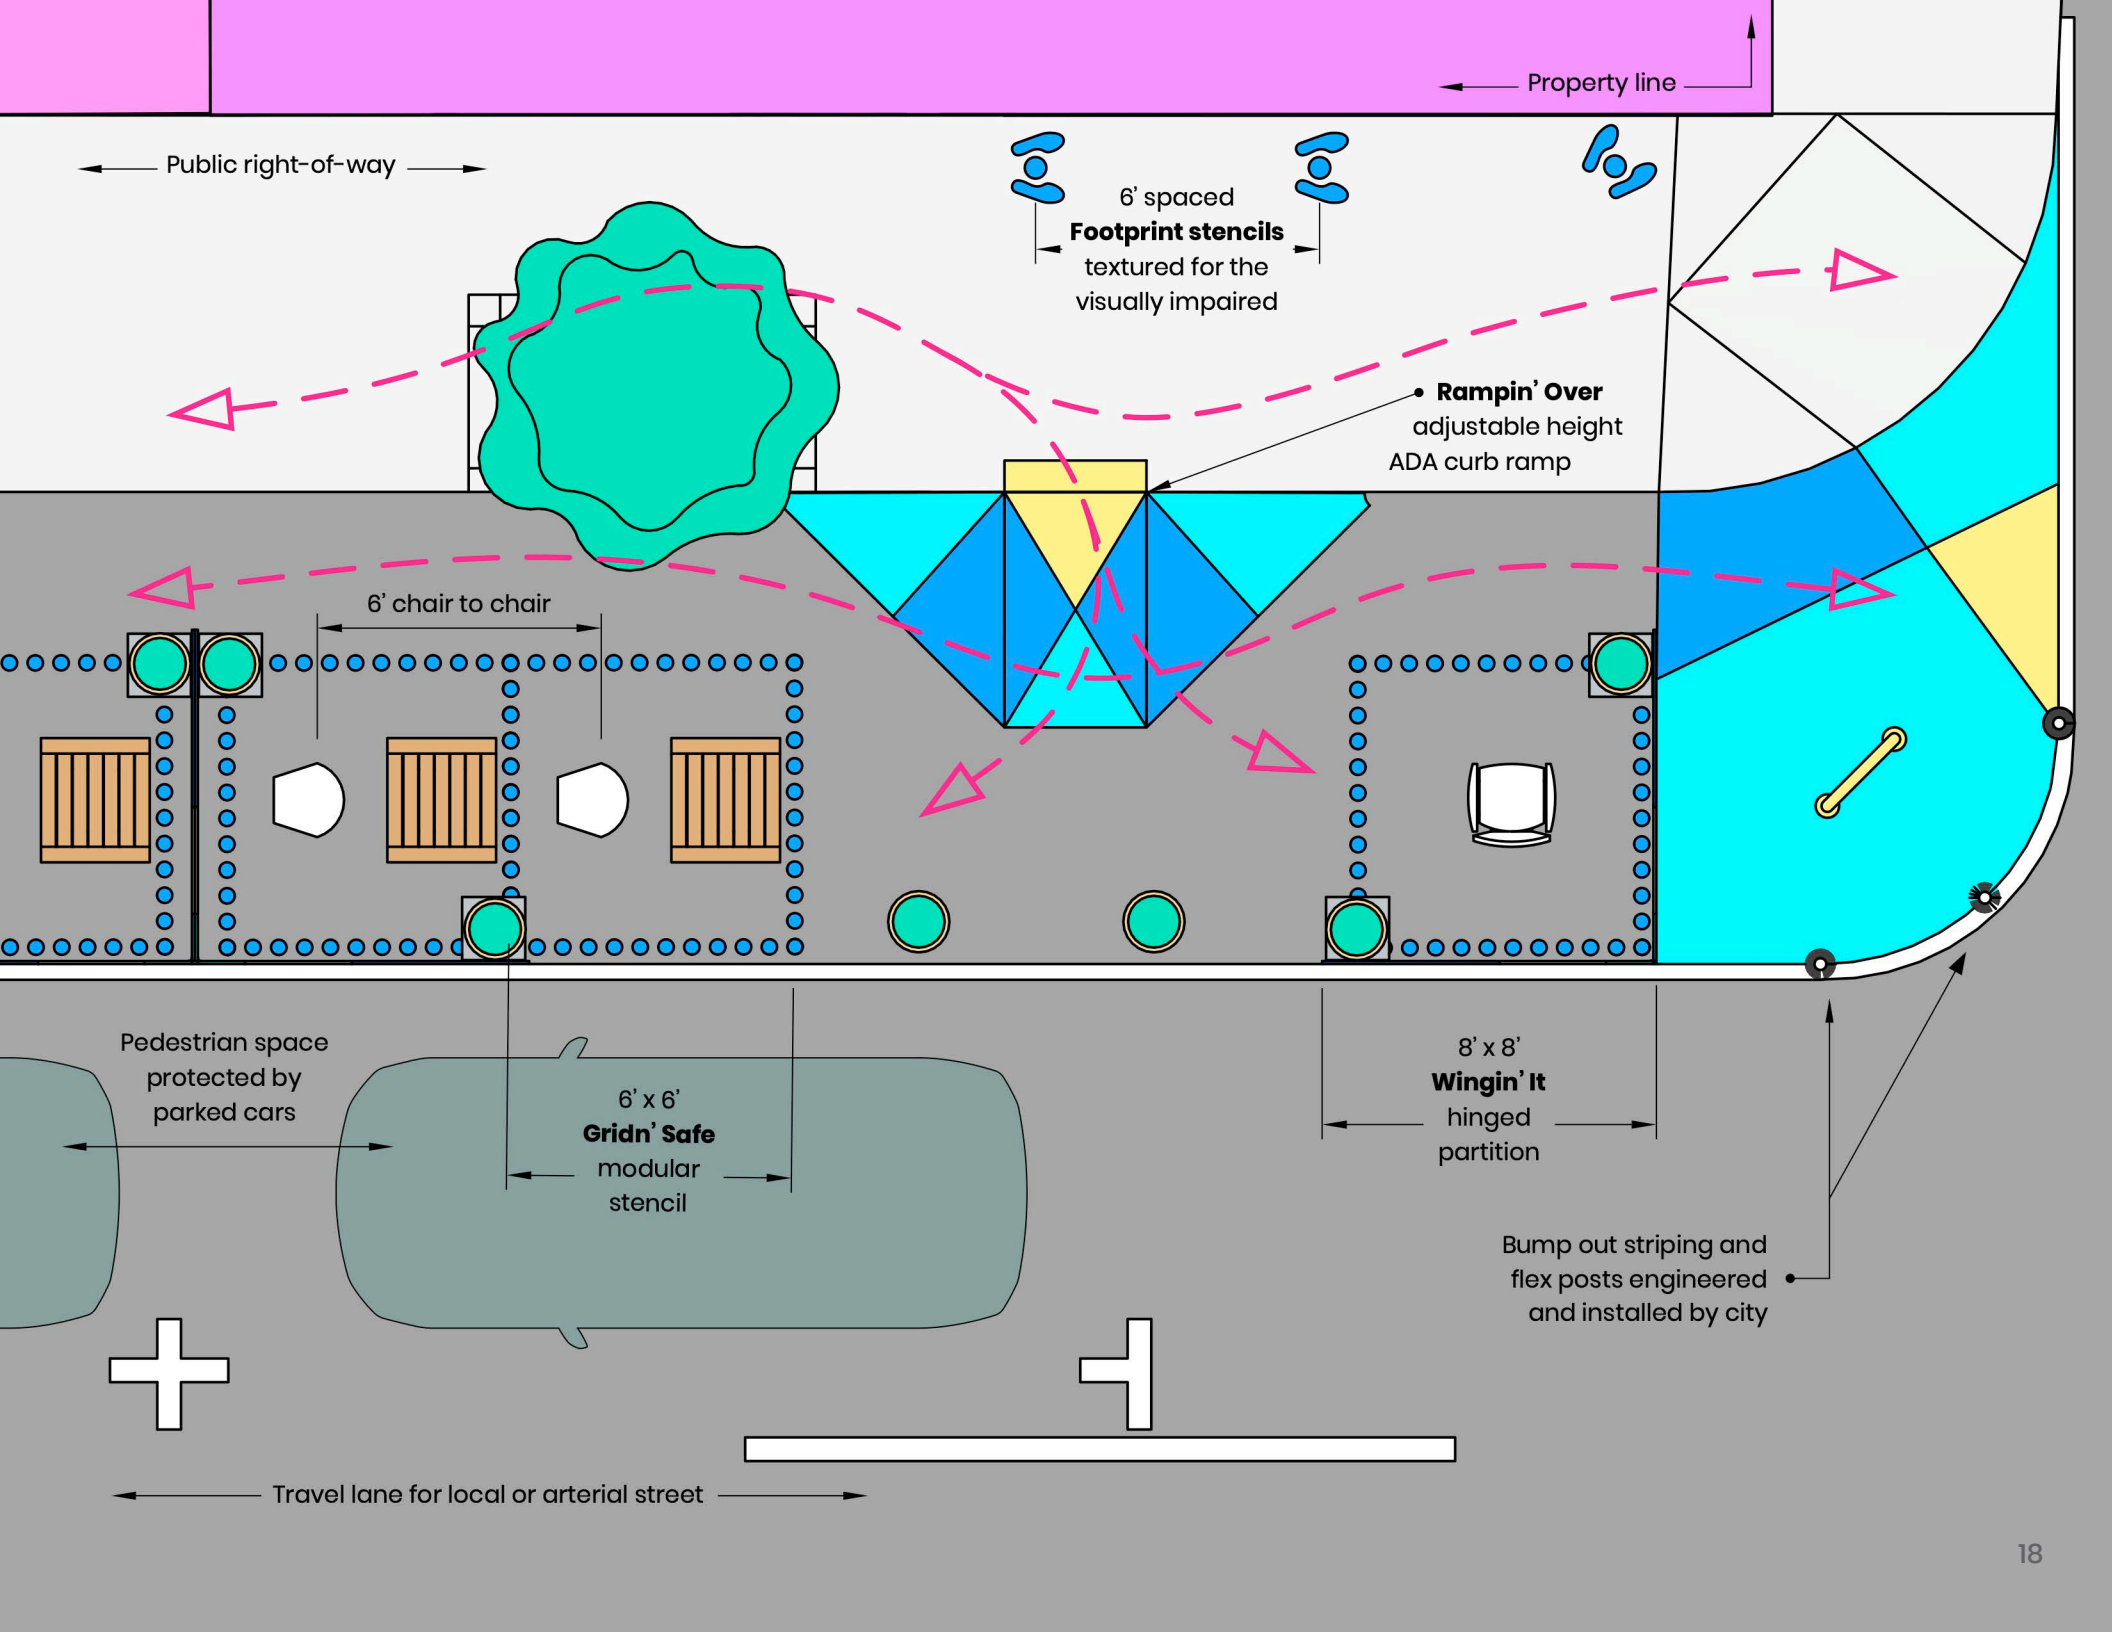 Property line
Public right-of-way
6’ spaced
Footprint stencils
textured for the
visually impaired
Rampin’ Over
adjustable height
ADA curb ramp
6’ chair to chair
Pedestrian space
protected by
parked cars
6’ x 6’
Gridn’ Safe
modular
stencil
8’ x 8’
Wingin’ It
hinged
partition
Bump out striping and
flex posts engineered
and installed by city
Travel lane for local or arterial street
18